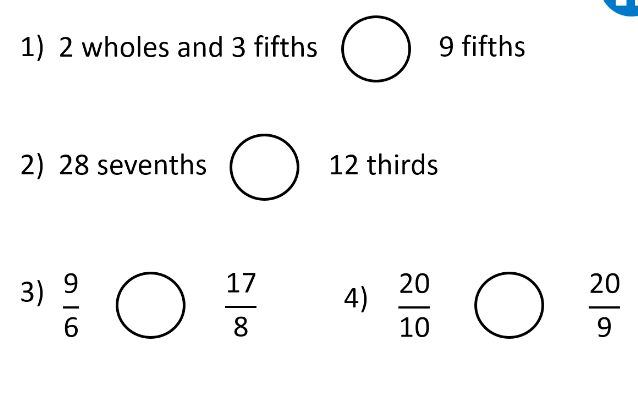 1) 2 wholes and 3 fifths 9 fifths
2) 28 sevenths 12 thirds
3) 9/6 17/8 4) 20/10 20/9